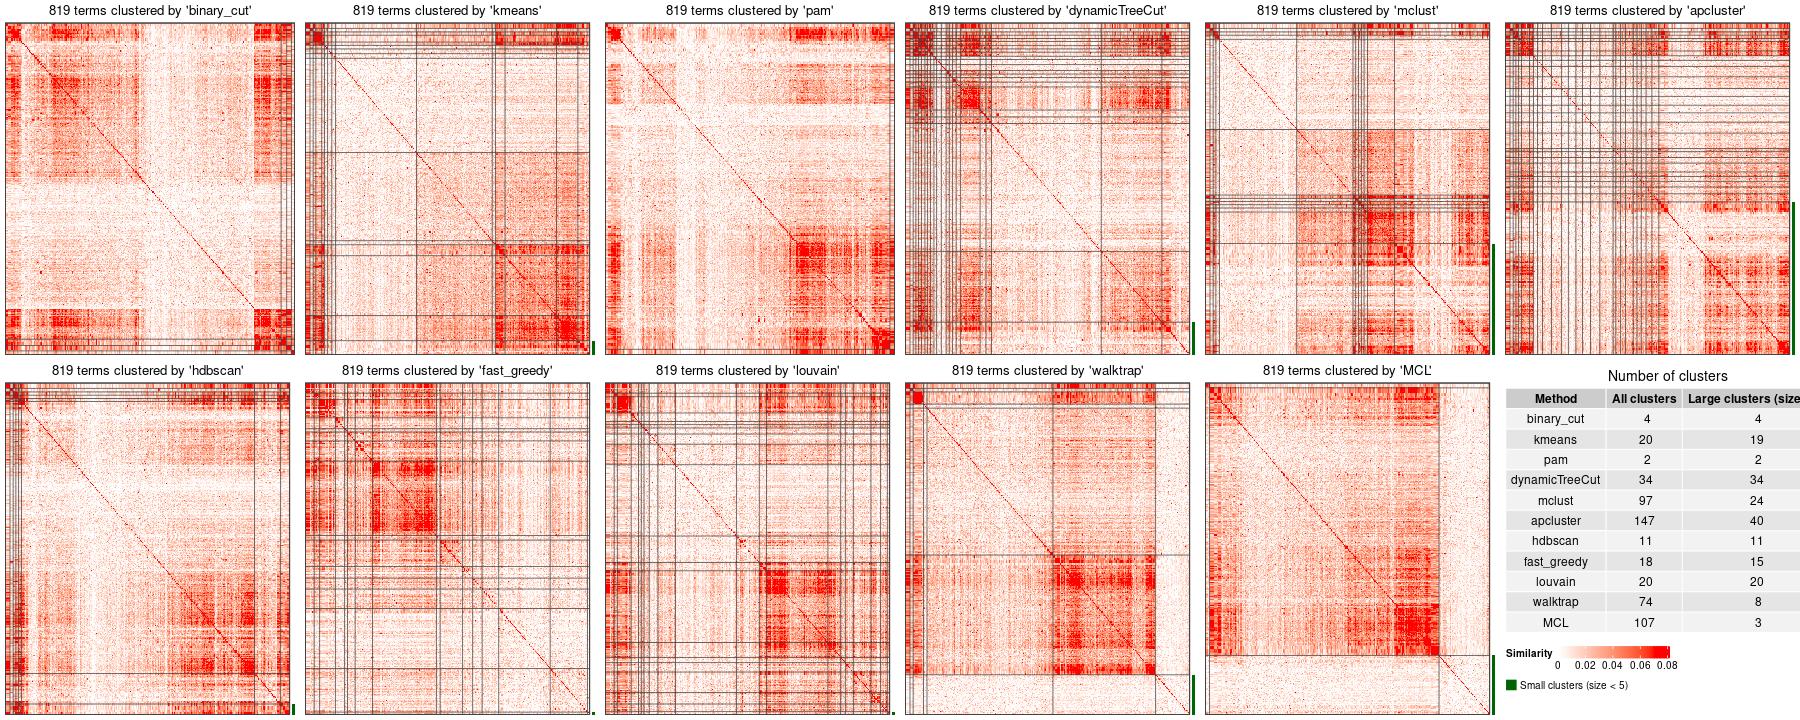 819 terms clustered by 'binary_cut'
819 terms clustered by 'kmeans'
819 terms clustered by 'pam'
819 terms clustered by 'dynamicTreeCut'
819 terms clustered by 'mclust'
819 terms clustered by 'apcluster'
819 terms clustered by 'hdbscan'
819 terms clustered by 'fast_greedy'
819 terms clustered by 'louvain'
819 terms clustered by 'walktrap'
819 terms clustered by 'MCL'
Number of clusters
Method All clusters Large clusters (size
binary_cut 4 4
kmeans 20 19
pam 2 2
dynamicTreeCut 34 34
mclust 97 24
apcluster 147 40
hdbscan 11 11
fast_greedy 18 15
louvain 20 20
walktrap 74 8
MCL 107 3
Similarity
0 0.02 0.04 0.06 0.08
Small clusters (size < 5)